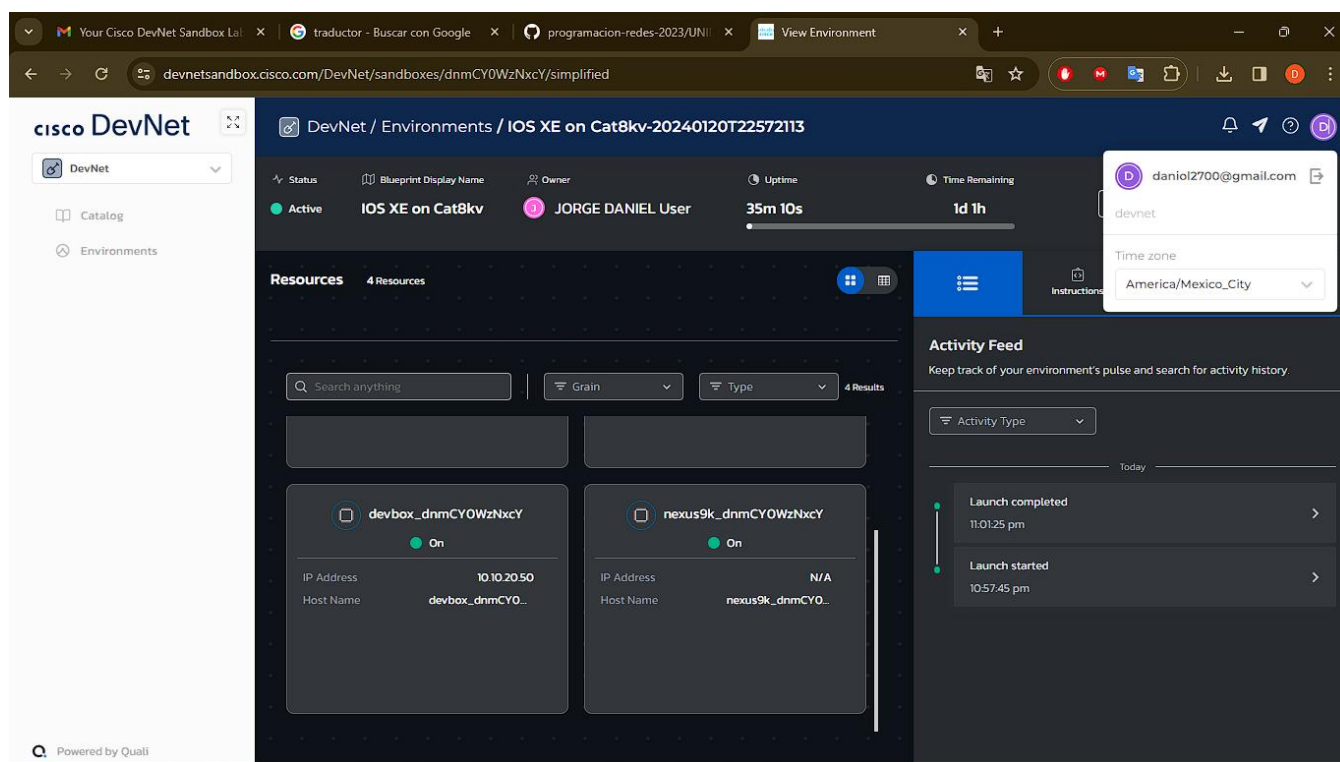 Your Cisco DevNet Sandbox Lal
traductor - Buscar con Google
programacion-redes-2023/UNI
View Environment
devnetsandbox.cisco.com/DevNet/sandboxes/dnmCY0WzNxcY/simplified
CISCO DevNet
DevNet
Catalog
Environments
Powered by Quali
DevNet / Environments / IOS XE on Cat8kv-20240120T22572113
Status
Active
Blueprint Display Name
IOS XE on Cat8kv
Owner
J JORGE DANIEL User
Uptime
35m 10s
Time Remaining
1d 1h
D
D daniol2700@gmail.com
devnet
Time zone
America/Mexico_City
Resources 4 Resources
Search anything
Grain
Type
4 Results
devbox_dnmCY0WzNxcY
On
IP Address 10.10.20.50
Host Name devbox_dnmCY0...
nexus9k_dnmCY0WzNxcY
On
IP Address N/A
Host Name nexus9k_dnmCY0...
Instructions
Activity Feed
Keep track of your environment's pulse and search for activity history.
Activity Type
Today
Launch completed
11:01:25 pm
Launch started
10:57:45 pm